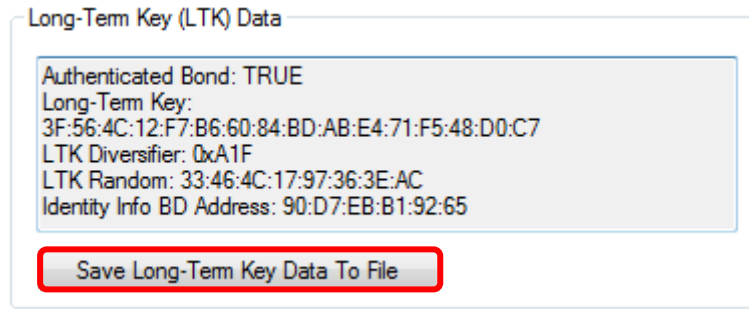 Long-Term Key (LTK) Data
Authenticated Bond: TRUE
Long-Term Key:
3F:56:4C:12:F7:B6:60:84:BD:AB:E4:71:F5:48:D0:C7
LTK Diversifier: 0xA1F
LTK Random: 33:46:4C:17:97:36:3E:AC
Identity Info BD Address: 90:D7:EB:B1:92:65
Save Long-Term Key Data To File